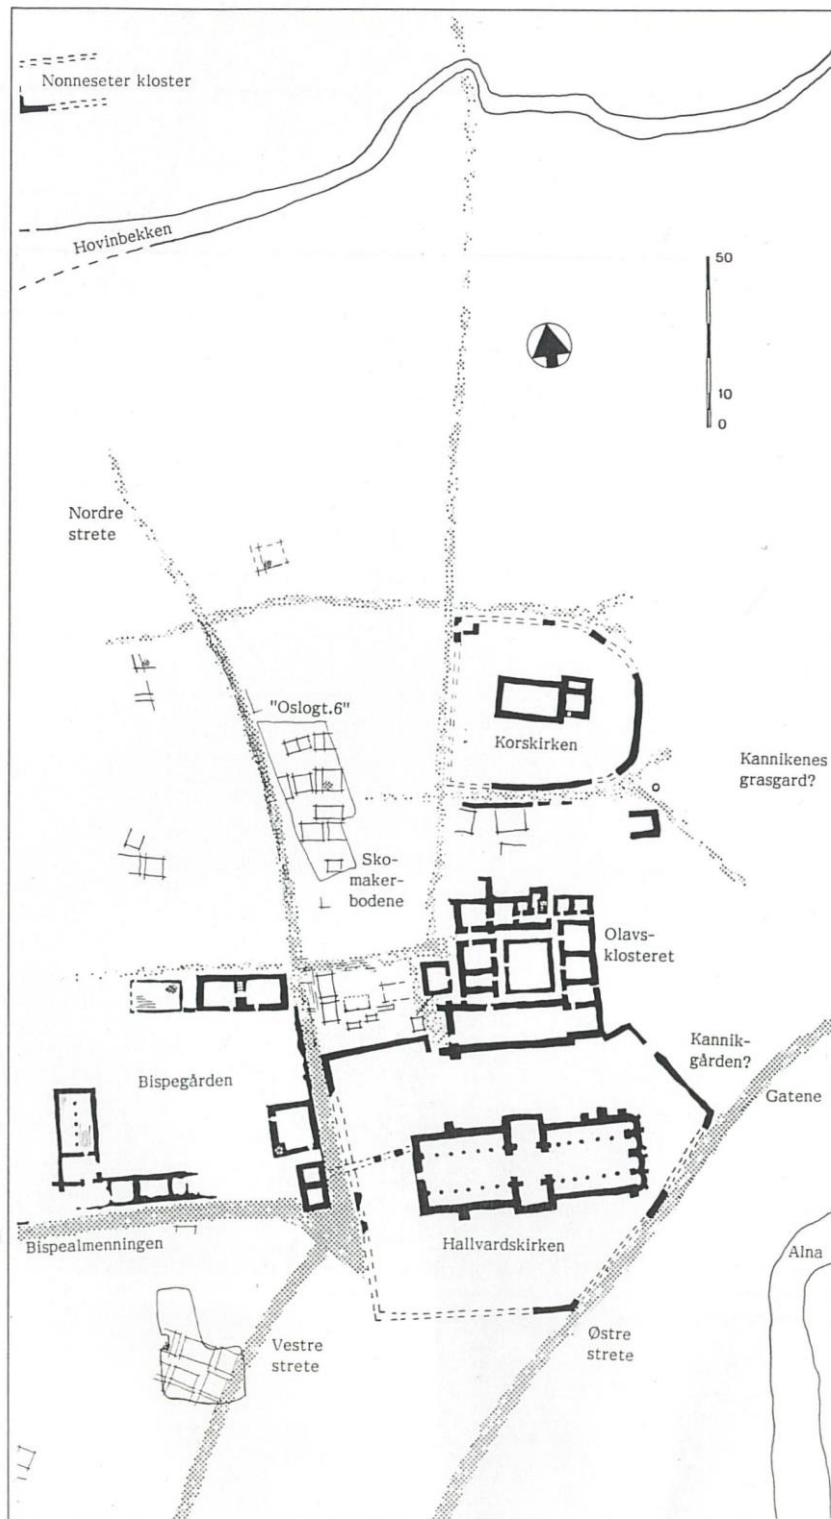 Nonneseter kloster
Hovinbekken
50
10
0
Nordre
strete
"Oslogt.6"
Korskirken
Kannikenes
grasgard?
Sko-
maker-
bodene
Olavs-
klosteret
Kannik-
gården?
Bispegården
Gatene
Hallvardskirken
Bispealmenningen
Alna
Vestre
strete
Østre
strete